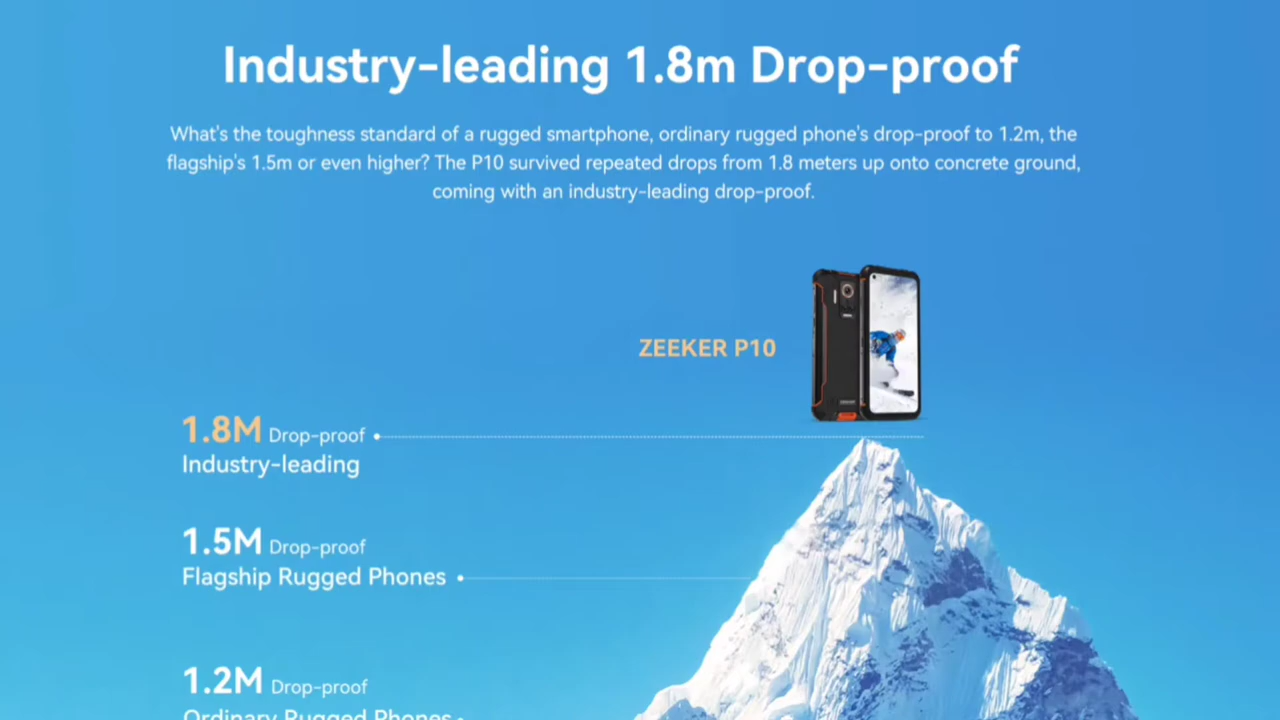 Industry-leading 1.8m Drop-proof
What's the toughness standard of a rugged smartphone, ordinary rugged phone's drop-proof to 1.2m, the
flagship's 1.5m or even higher? The P10 survived repeated drops from 1.8 meters up onto concrete ground,
coming with an industry-leading drop-proof.
ZEEKER P10
1.8M Drop-proof
Industry-leading
1.5M Drop-proof
Flagship Rugged Phones
1.2M Drop-proof
Ordinary Rugged Phones